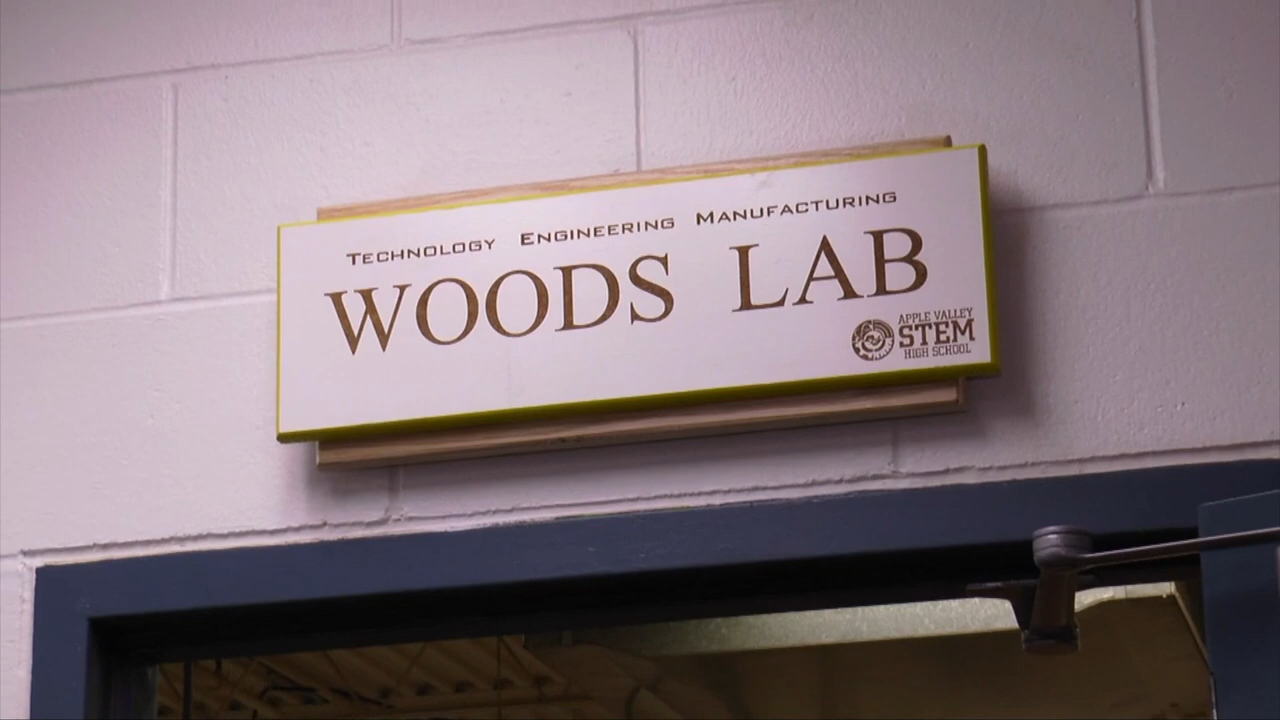 TECHNOLOGY ENGINEERING MANUFACTURING
WOODS LAB
APPLE VALLEY
STEM
HIGH SCHOOL